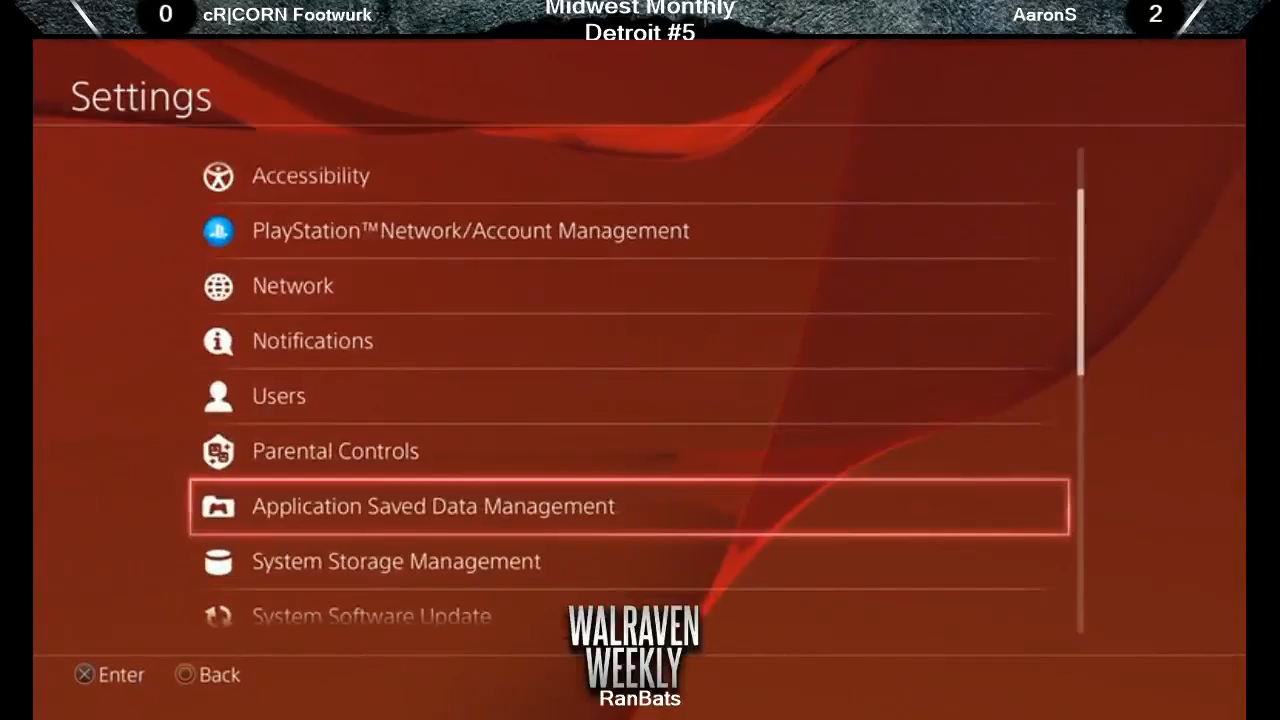 0 cR|CORN Footwurk Midwest Monthly AaronS 2
Detroit #5
Settings
Accessibility
PlayStation™Network/Account Management
Network
Notifications
Users
Parental Controls
Application Saved Data Management
System Storage Management
System Software Update
WALRAVEN
WEEKLY
RanBats
Enter Back